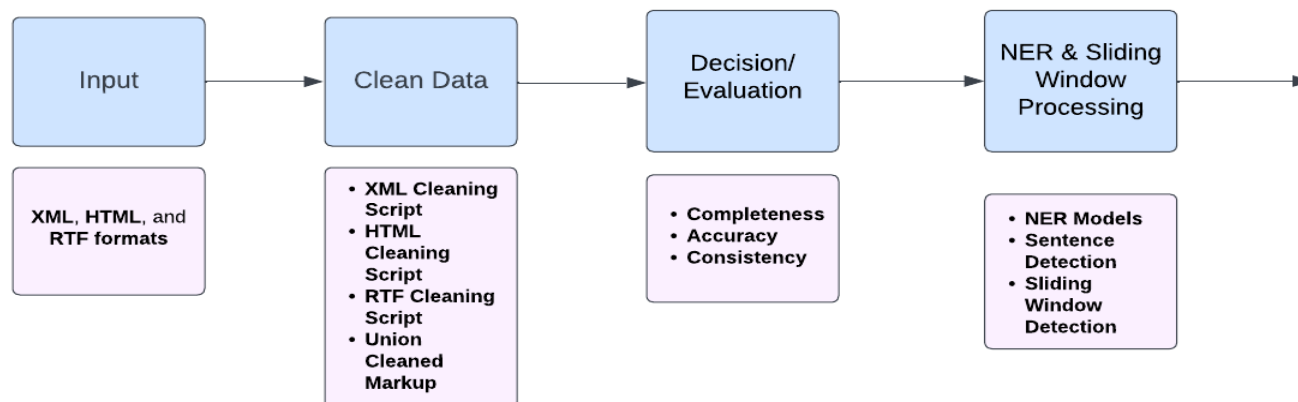 Input
Clean Data
Decision/
Evaluation
NER & Sliding
Window
Processing
XML, HTML, and
RTF formats
• XML Cleaning
Script
• HTML
Cleaning
Script
• RTF Cleaning
Script
• Union
Cleaned
Markup
• Completeness
• Accuracy
• Consistency
• NER Models
• Sentence
Detection
• Sliding
Window
Detection